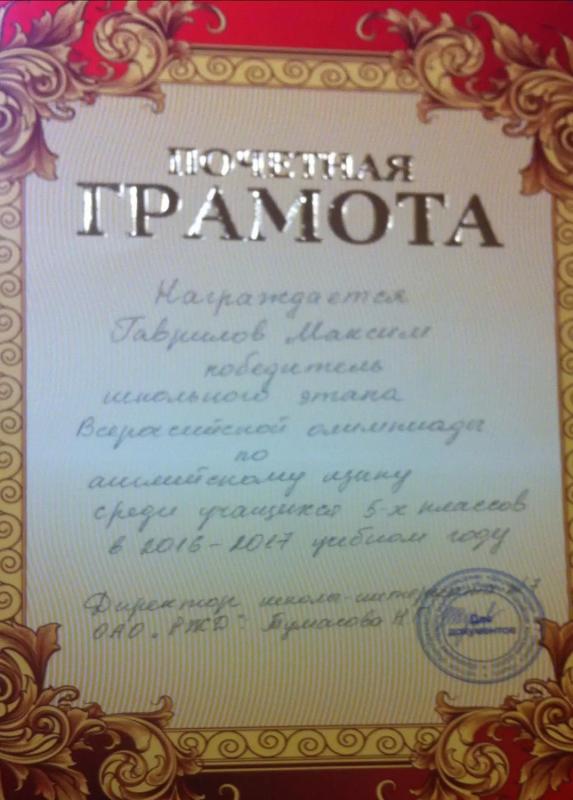 ПОЧЕТНАЯ
ГРАМОТА
Награждается
Гаврилов Максим
победитель
школьного этапа
Всероссийской олимпиады
по
английскому языку
среди учащихся 5-х классов
в 2016-2017 учебном году
Директор школы-интерната
ОАО „РЖД": Тумасова Н.
Для
документов